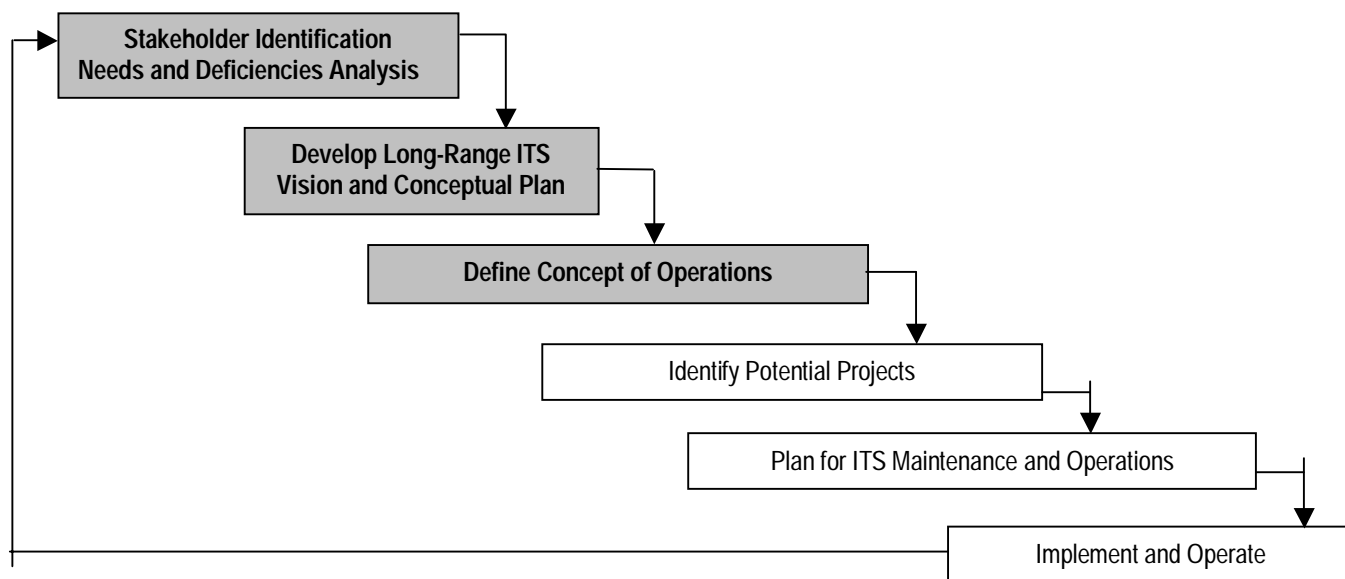 Stakeholder Identification
Needs and Deficiencies Analysis
Develop Long-Range ITS
Vision and Conceptual Plan
Define Concept of Operations
Identify Potential Projects
Plan for ITS Maintenance and Operations
Implement and Operate